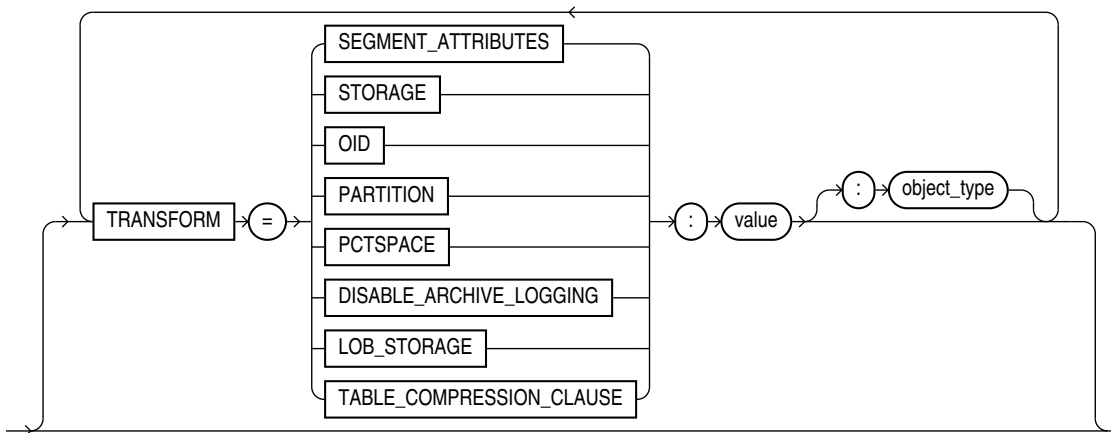 SEGMENT_ATTRIBUTES
STORAGE
OID
PARTITION
TRANSFORM = : value : object_type
PCTSPACE
DISABLE_ARCHIVE_LOGGING
LOB_STORAGE
TABLE_COMPRESSION_CLAUSE